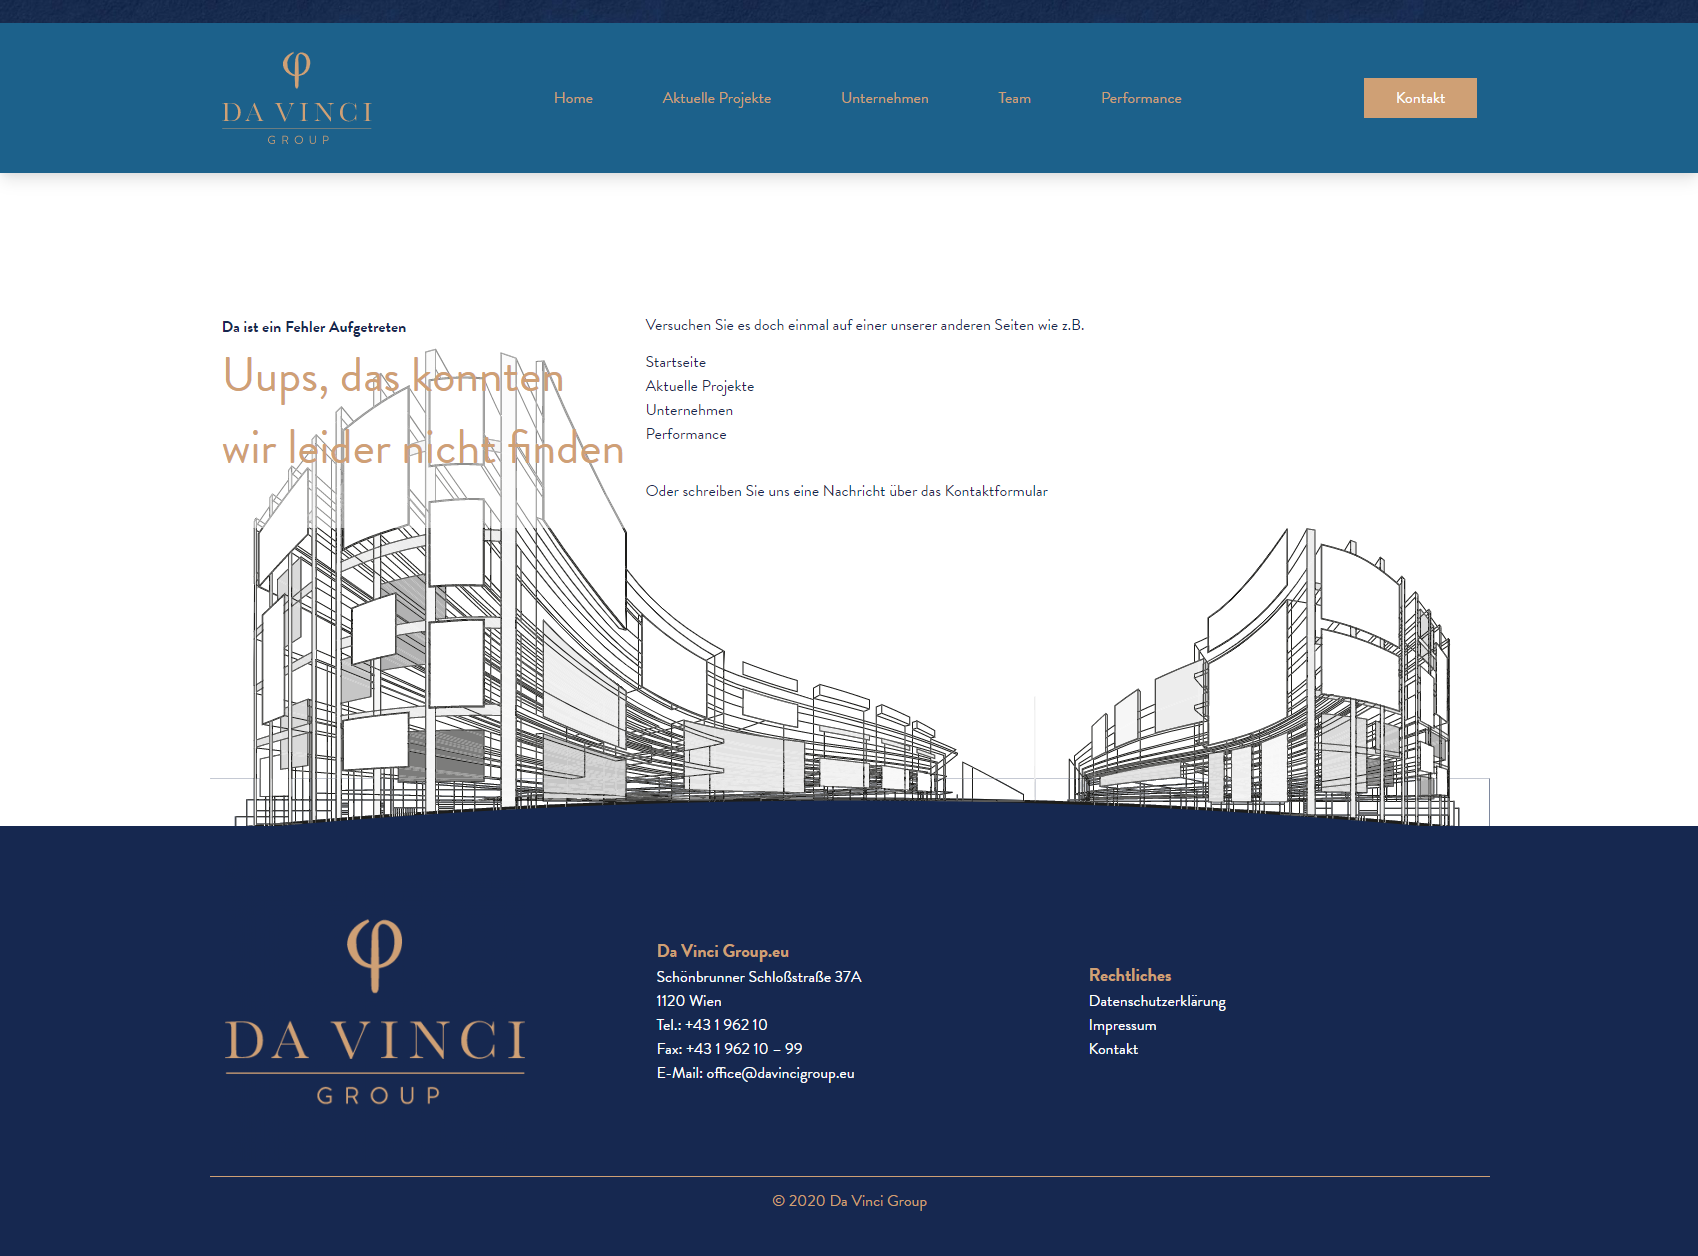 φ
DA VINCI
GROUP
Home
Aktuelle Projekte
Unternehmen
Team
Performance
Kontakt
Da ist ein Fehler Aufgetreten
Uups, das konnten
wir leider nicht finden
Versuchen Sie es doch einmal auf einer unserer anderen Seiten wie z.B.
Startseite
Aktuelle Projekte
Unternehmen
Performance
Oder schreiben Sie uns eine Nachricht über das Kontaktformular
φ
DA VINCI
GROUP
Da Vinci Group.eu
Schönbrunner Schloßstraße 37A
1120 Wien
Tel.: +43 1 962 10
Fax: +43 1 962 10 – 99
E-Mail: office@davincigroup.eu
Rechtliches
Datenschutzerklärung
Impressum
Kontakt
© 2020 Da Vinci Group